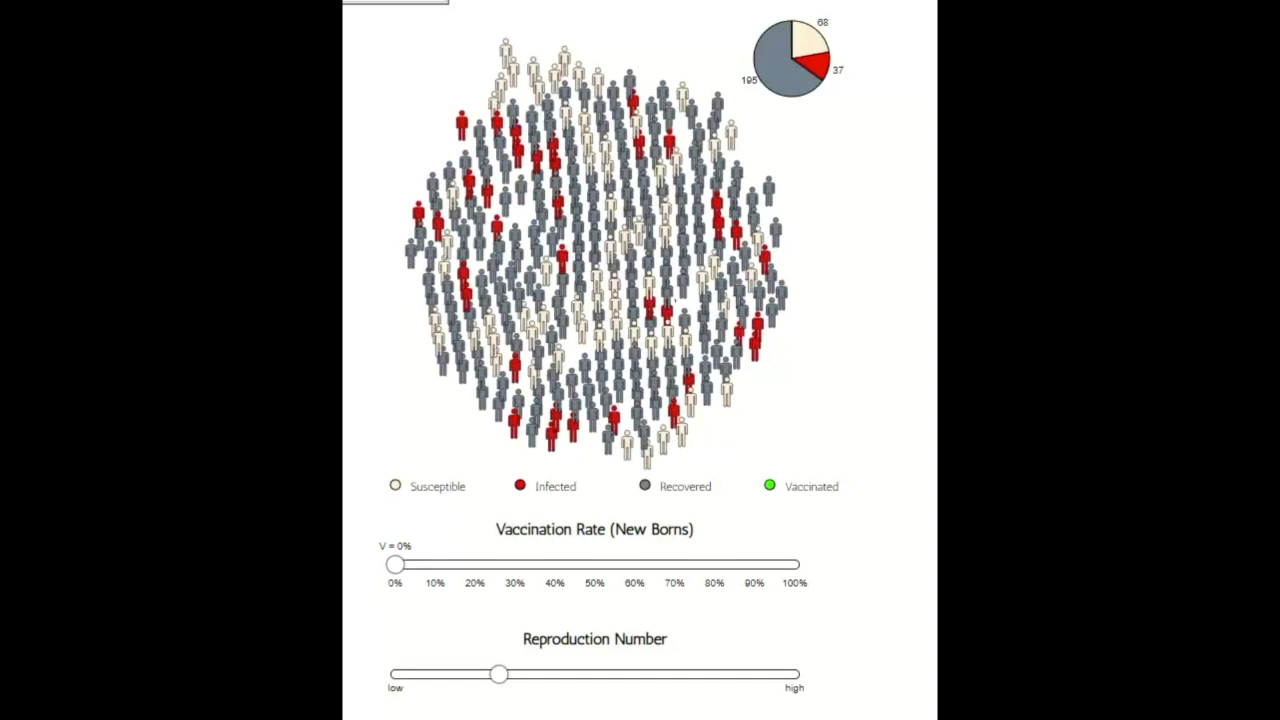 68
37
195
Susceptible Infected Recovered Vaccinated
Vaccination Rate (New Borns)
V = 0%
0% 10% 20% 30% 40% 50% 60% 70% 80% 90% 100%
Reproduction Number
low high